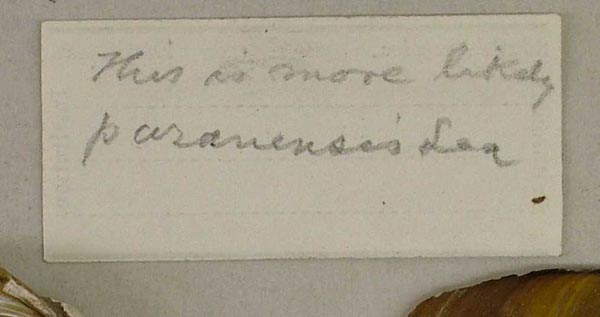 This is more likely
paranensis Lea